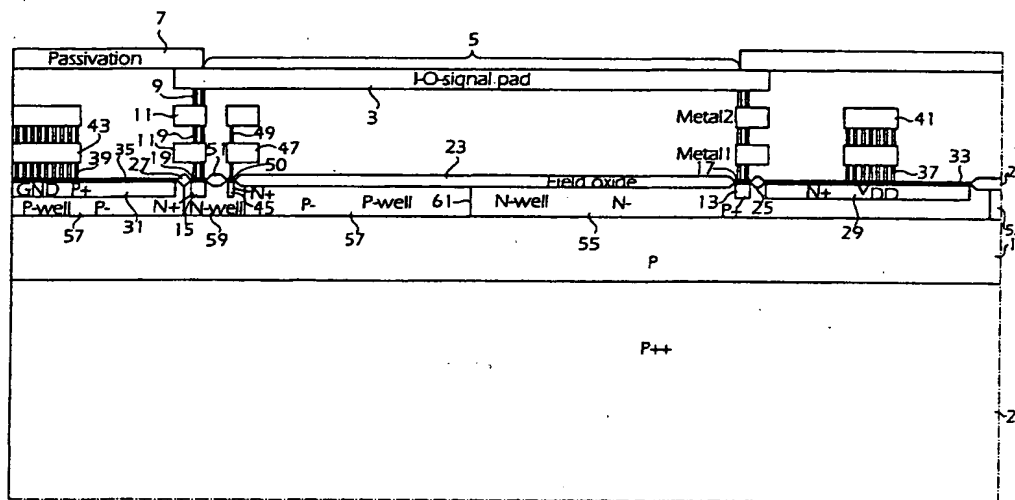 7
Passivation
5
I-O-signal pad
9
3
11
Metal2
41
43
49
9
11
39
47
Metal1
35
27
19
51
50
23
17
37
33
GND P+
N+
45
Field oxide
13
25
N+
VDD
P-well P- N+
N-well
P- P-well
61
N-well N-
P-
57
31
15
59
57
55
29
P
P++
2